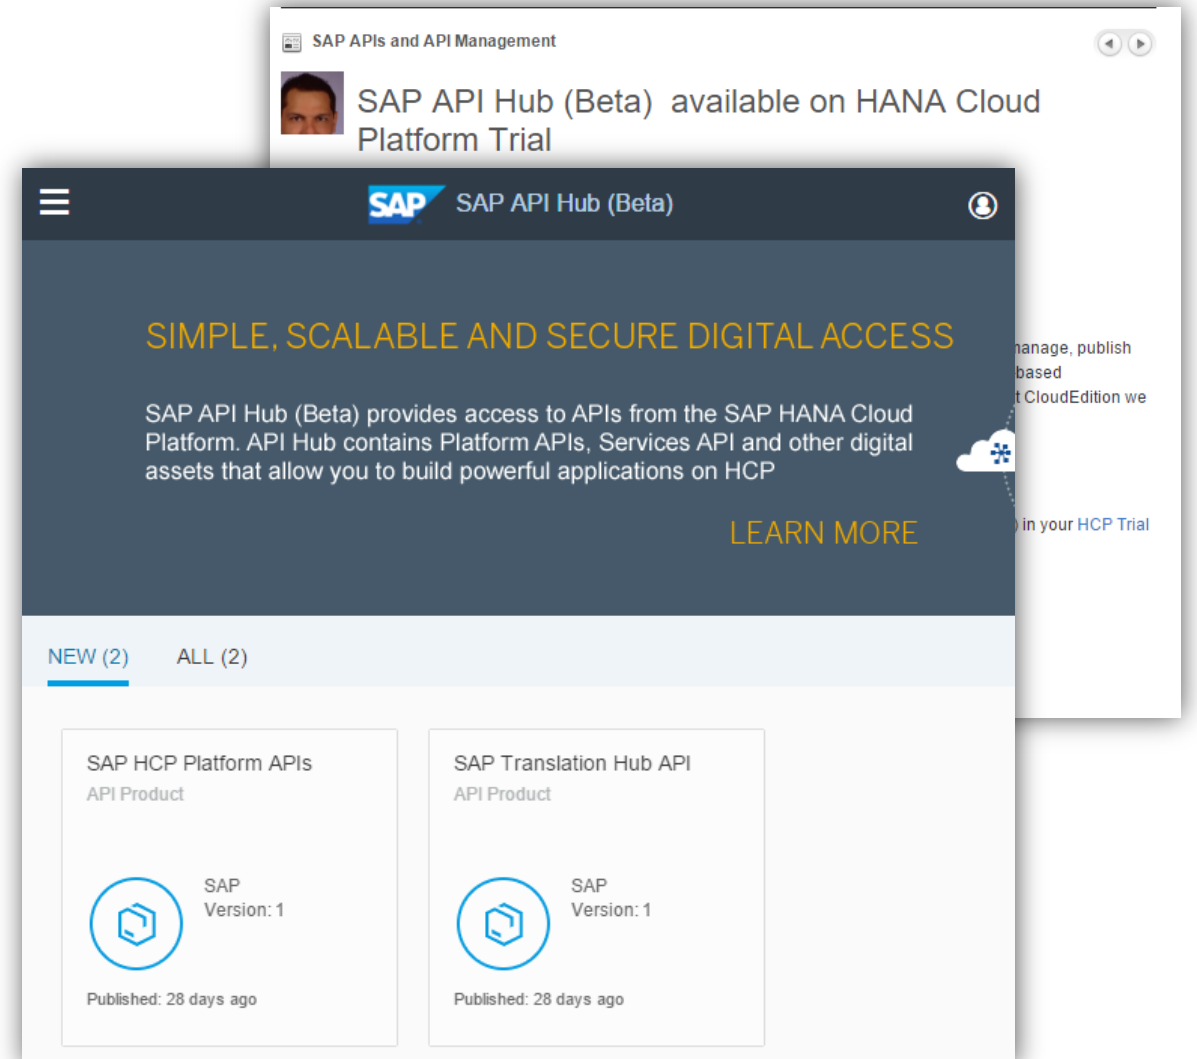 SAP APIs and API Management
SAP API Hub (Beta) available on HANA Cloud
Platform Trial
SAP SAP API Hub (Beta)
SIMPLE, SCALABLE AND SECURE DIGITAL ACCESS
SAP API Hub (Beta) provides access to APIs from the SAP HANA Cloud
Platform. API Hub contains Platform APIs, Services API and other digital
assets that allow you to build powerful applications on HCP
LEARN MORE
manage, publish
based
t CloudEdition we
) in your HCP Trial
NEW (2) ALL (2)
SAP HCP Platform APIs
API Product
SAP
Version: 1
Published: 28 days ago
SAP Translation Hub API
API Product
SAP
Version: 1
Published: 28 days ago